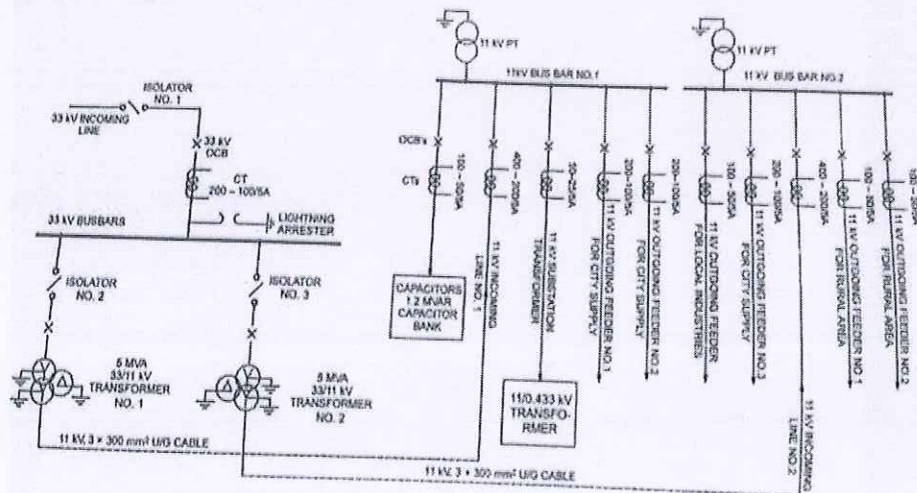 11 kV PT
11 kV PT
11kV BUS BAR NO.1
11 kV BUS BAR NO.2
ISOLATOR
NO. 1
33 kV INCOMING
LINE
33 kV
OCB
CT
200 – 100/5A
LIGHTNING
ARRESTER
33 kV BUSBARS
ISOLATOR
NO. 2
ISOLATOR
NO. 3
5 MVA
33/11 kV
TRANSFORMER
NO. 1
5 MVA
33/11 kV
TRANSFORMER
NO. 2
11 kV, 3 × 300 mm² U/G CABLE
11 kV, 3 × 300 mm² U/G CABLE
OCB's
CTs
100 – 50/5A
400 – 200/5A
50–25/5A
200–100/5A
200–100/5A
100 – 50/5A
200 – 100/5A
400 – 200/5A
100 – 50/5A
CAPACITORS
1.2 MVAR
CAPACITOR
BANK
11 kV INCOMING
LINE NO. 1
11 kV SUBSTATION
TRANSFORMER
11/0.433 kV
TRANSFO-
RMER
11 kV OUTGOING FEEDER NO.1
FOR CITY SUPPLY
11 kV OUTGOING FEEDER NO.2
FOR CITY SUPPLY
11 kV OUTGOING FEEDER
FOR LOCAL INDUSTRIES
11 kV OUTGOING FEEDER NO.3
FOR CITY SUPPLY
11 kV INCOMING
LINE NO.2
11 kV OUTGOING FEEDER NO.1
FOR RURAL AREA
11 kV OUTGOING FEEDER NO.2
FOR RURAL AREA